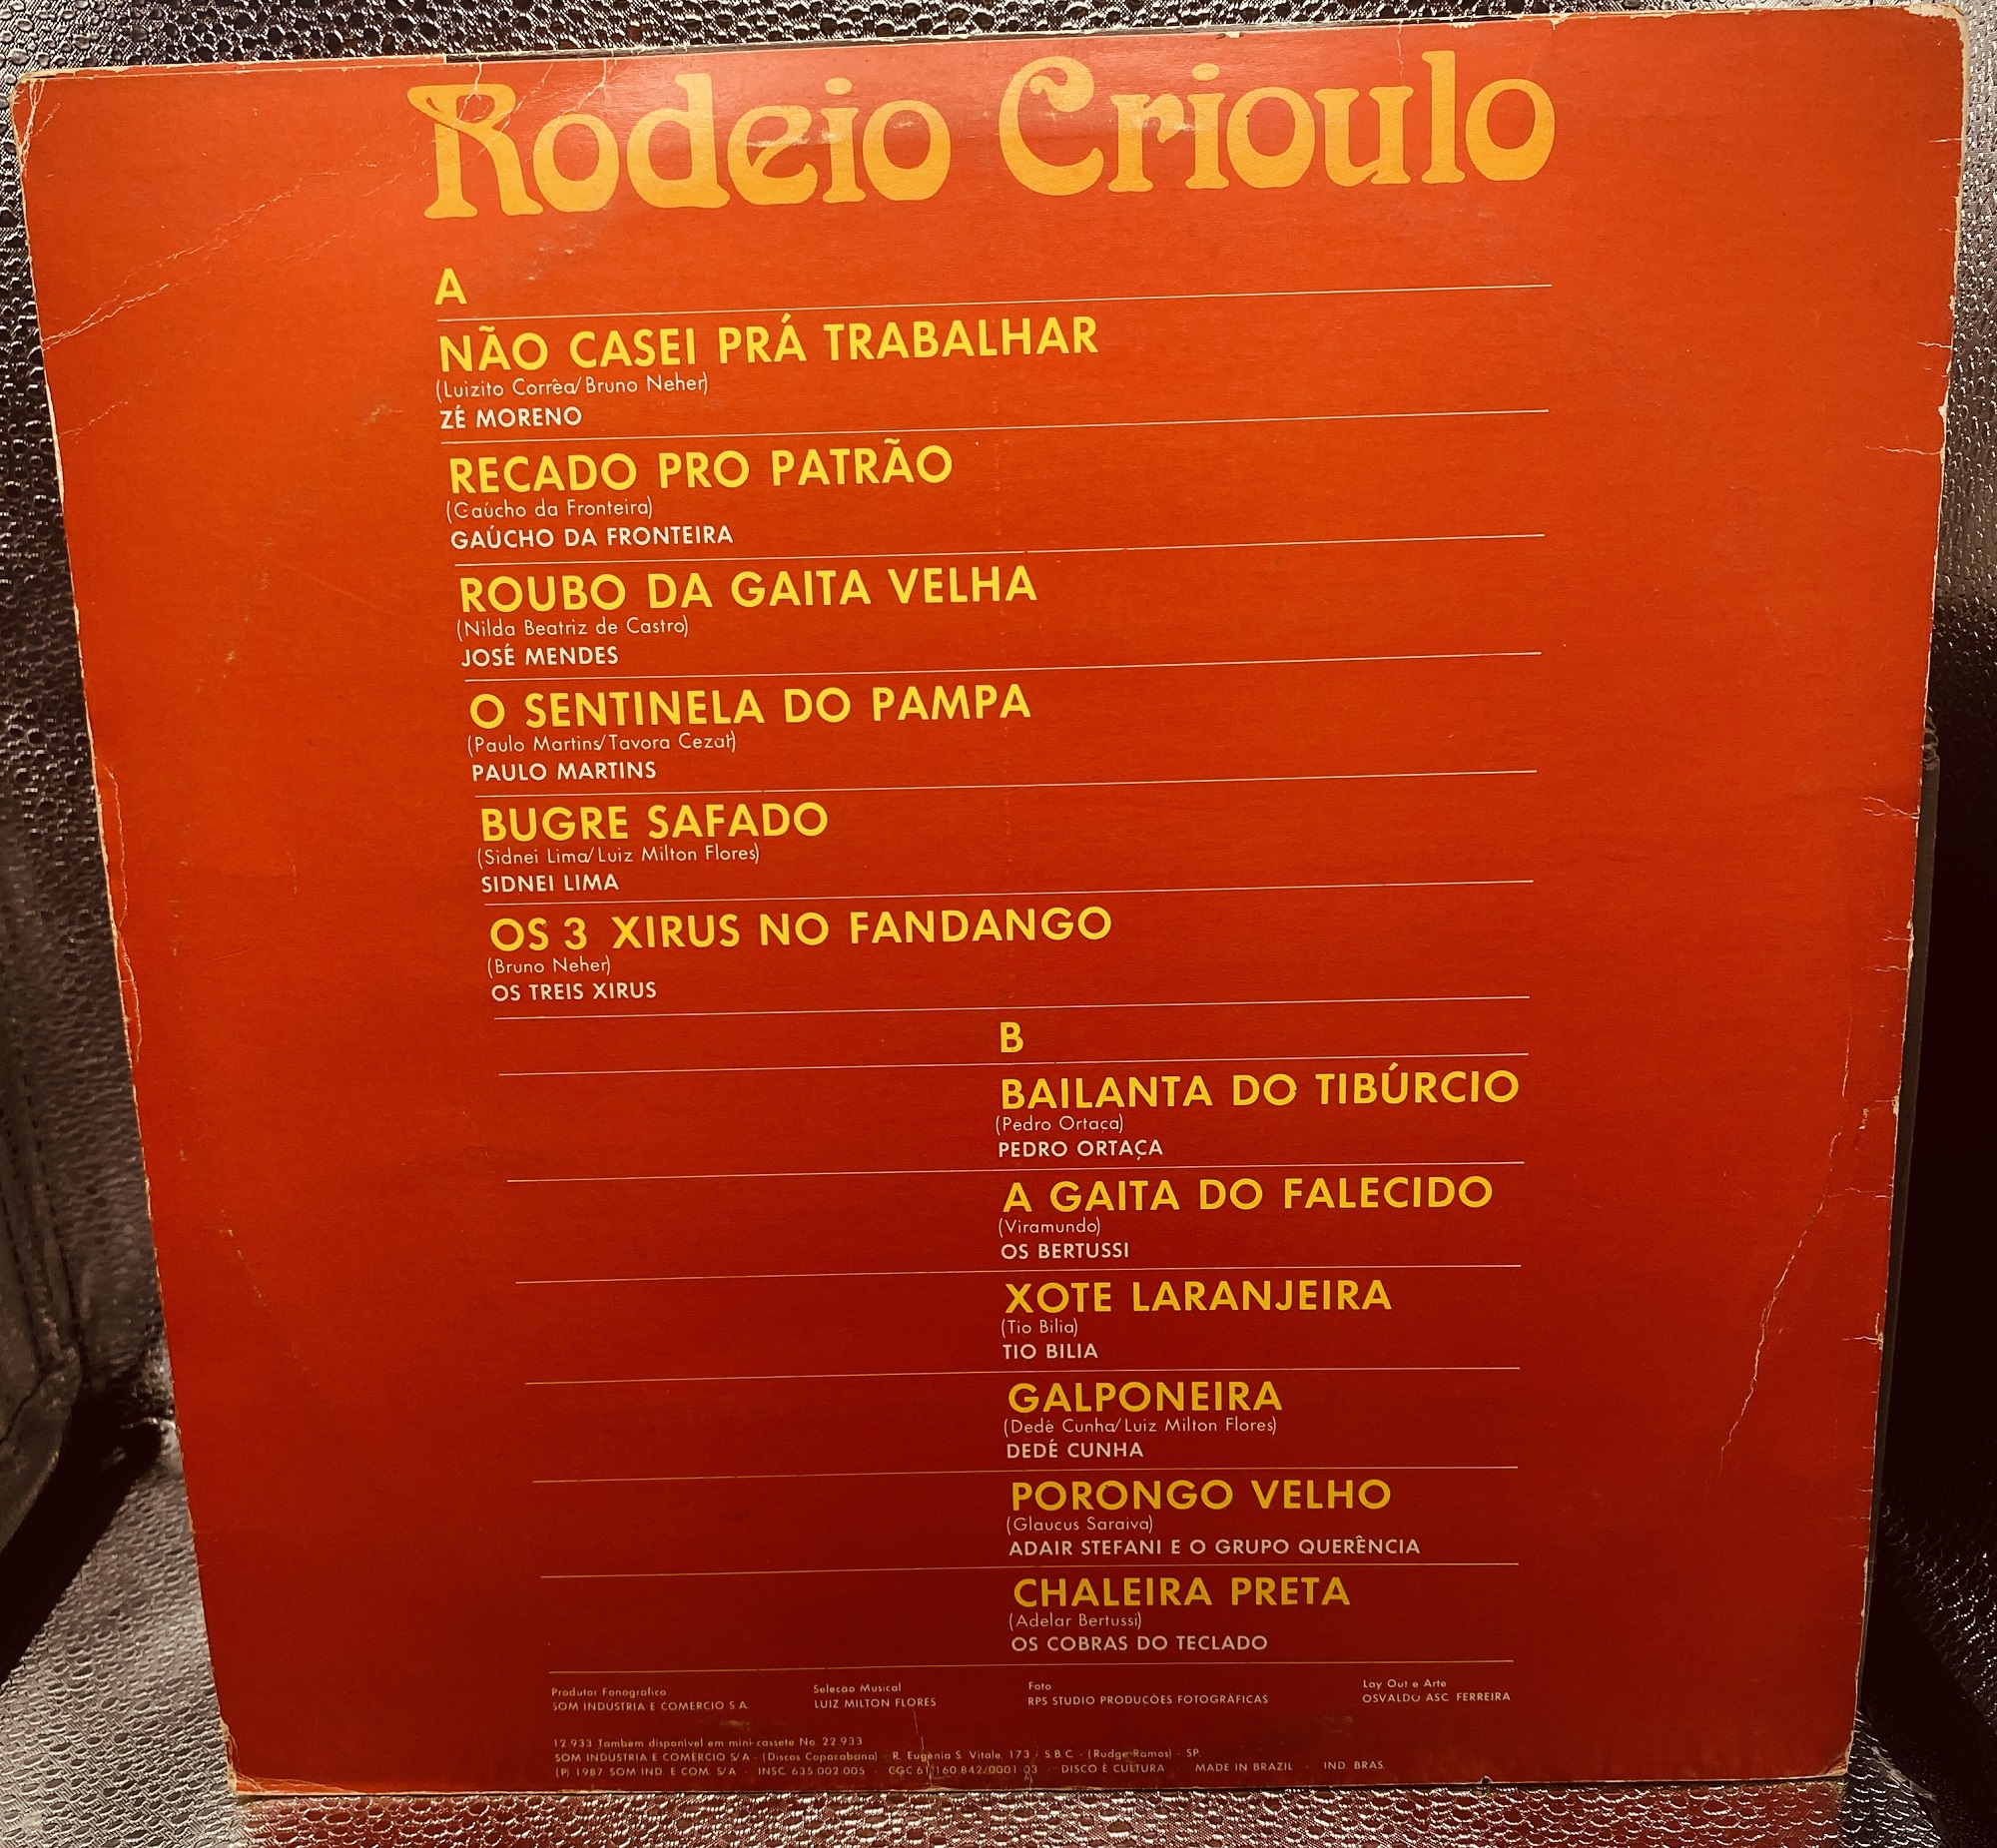 Rodeio Crioulo
A
NÃO CASEI PRÁ TRABALHAR
(Luizito Corrêa/Bruno Neher)
ZÉ MORENO
RECADO PRO PATRÃO
(Gaúcho da Fronteira)
GAÚCHO DA FRONTEIRA
ROUBO DA GAITA VELHA
(Nilda Beatriz de Castro)
JOSÉ MENDES
O SENTINELA DO PAMPA
(Paulo Martins/Tavora Cezar)
PAULO MARTINS
BUGRE SAFADO
(Sidnei Lima/Luiz Milton Flores)
SIDNEI LIMA
OS 3 XIRUS NO FANDANGO
(Bruno Neher)
OS TREIS XIRUS
B
BAILANTA DO TIBÚRCIO
(Pedro Ortaça)
PEDRO ORTAÇA
A GAITA DO FALECIDO
(Viramundo)
OS BERTUSSI
XOTE LARANJEIRA
(Tio Bilia)
TIO BILIA
GALPONEIRA
(Dedé Cunha/Luiz Milton Flores)
DEDÉ CUNHA
PORONGO VELHO
(Glaucus Saraiva)
ADAIR STEFANI E O GRUPO QUERÊNCIA
CHALEIRA PRETA
(Adelar Bertussi)
OS COBRAS DO TECLADO
Produtor Fonográfico
SOM INDUSTRIA E COMERCIO S.A.
Seleção Musical
LUIZ MILTON FLORES
Foto
RPS STUDIO PRODUÇÕES FOTOGRÁFICAS
Lay Out e Arte
OSVALDO ASC. FERREIRA
12.933 Também disponível em mini-cassete No. 22.933
SOM INDUSTRIA E COMÉRCIO S/A - (Discos Copacabana) - R. Eugênia S. Vitale, 173 / S.B.C. - (Rudge Ramos) - SP.
(P) 1987 SOM IND. E COM. S/A - INSC. 635.002.005 - CGC 61.160.842/0001-03 - DISCO É CULTURA - MADE IN BRAZIL - IND. BRAS.